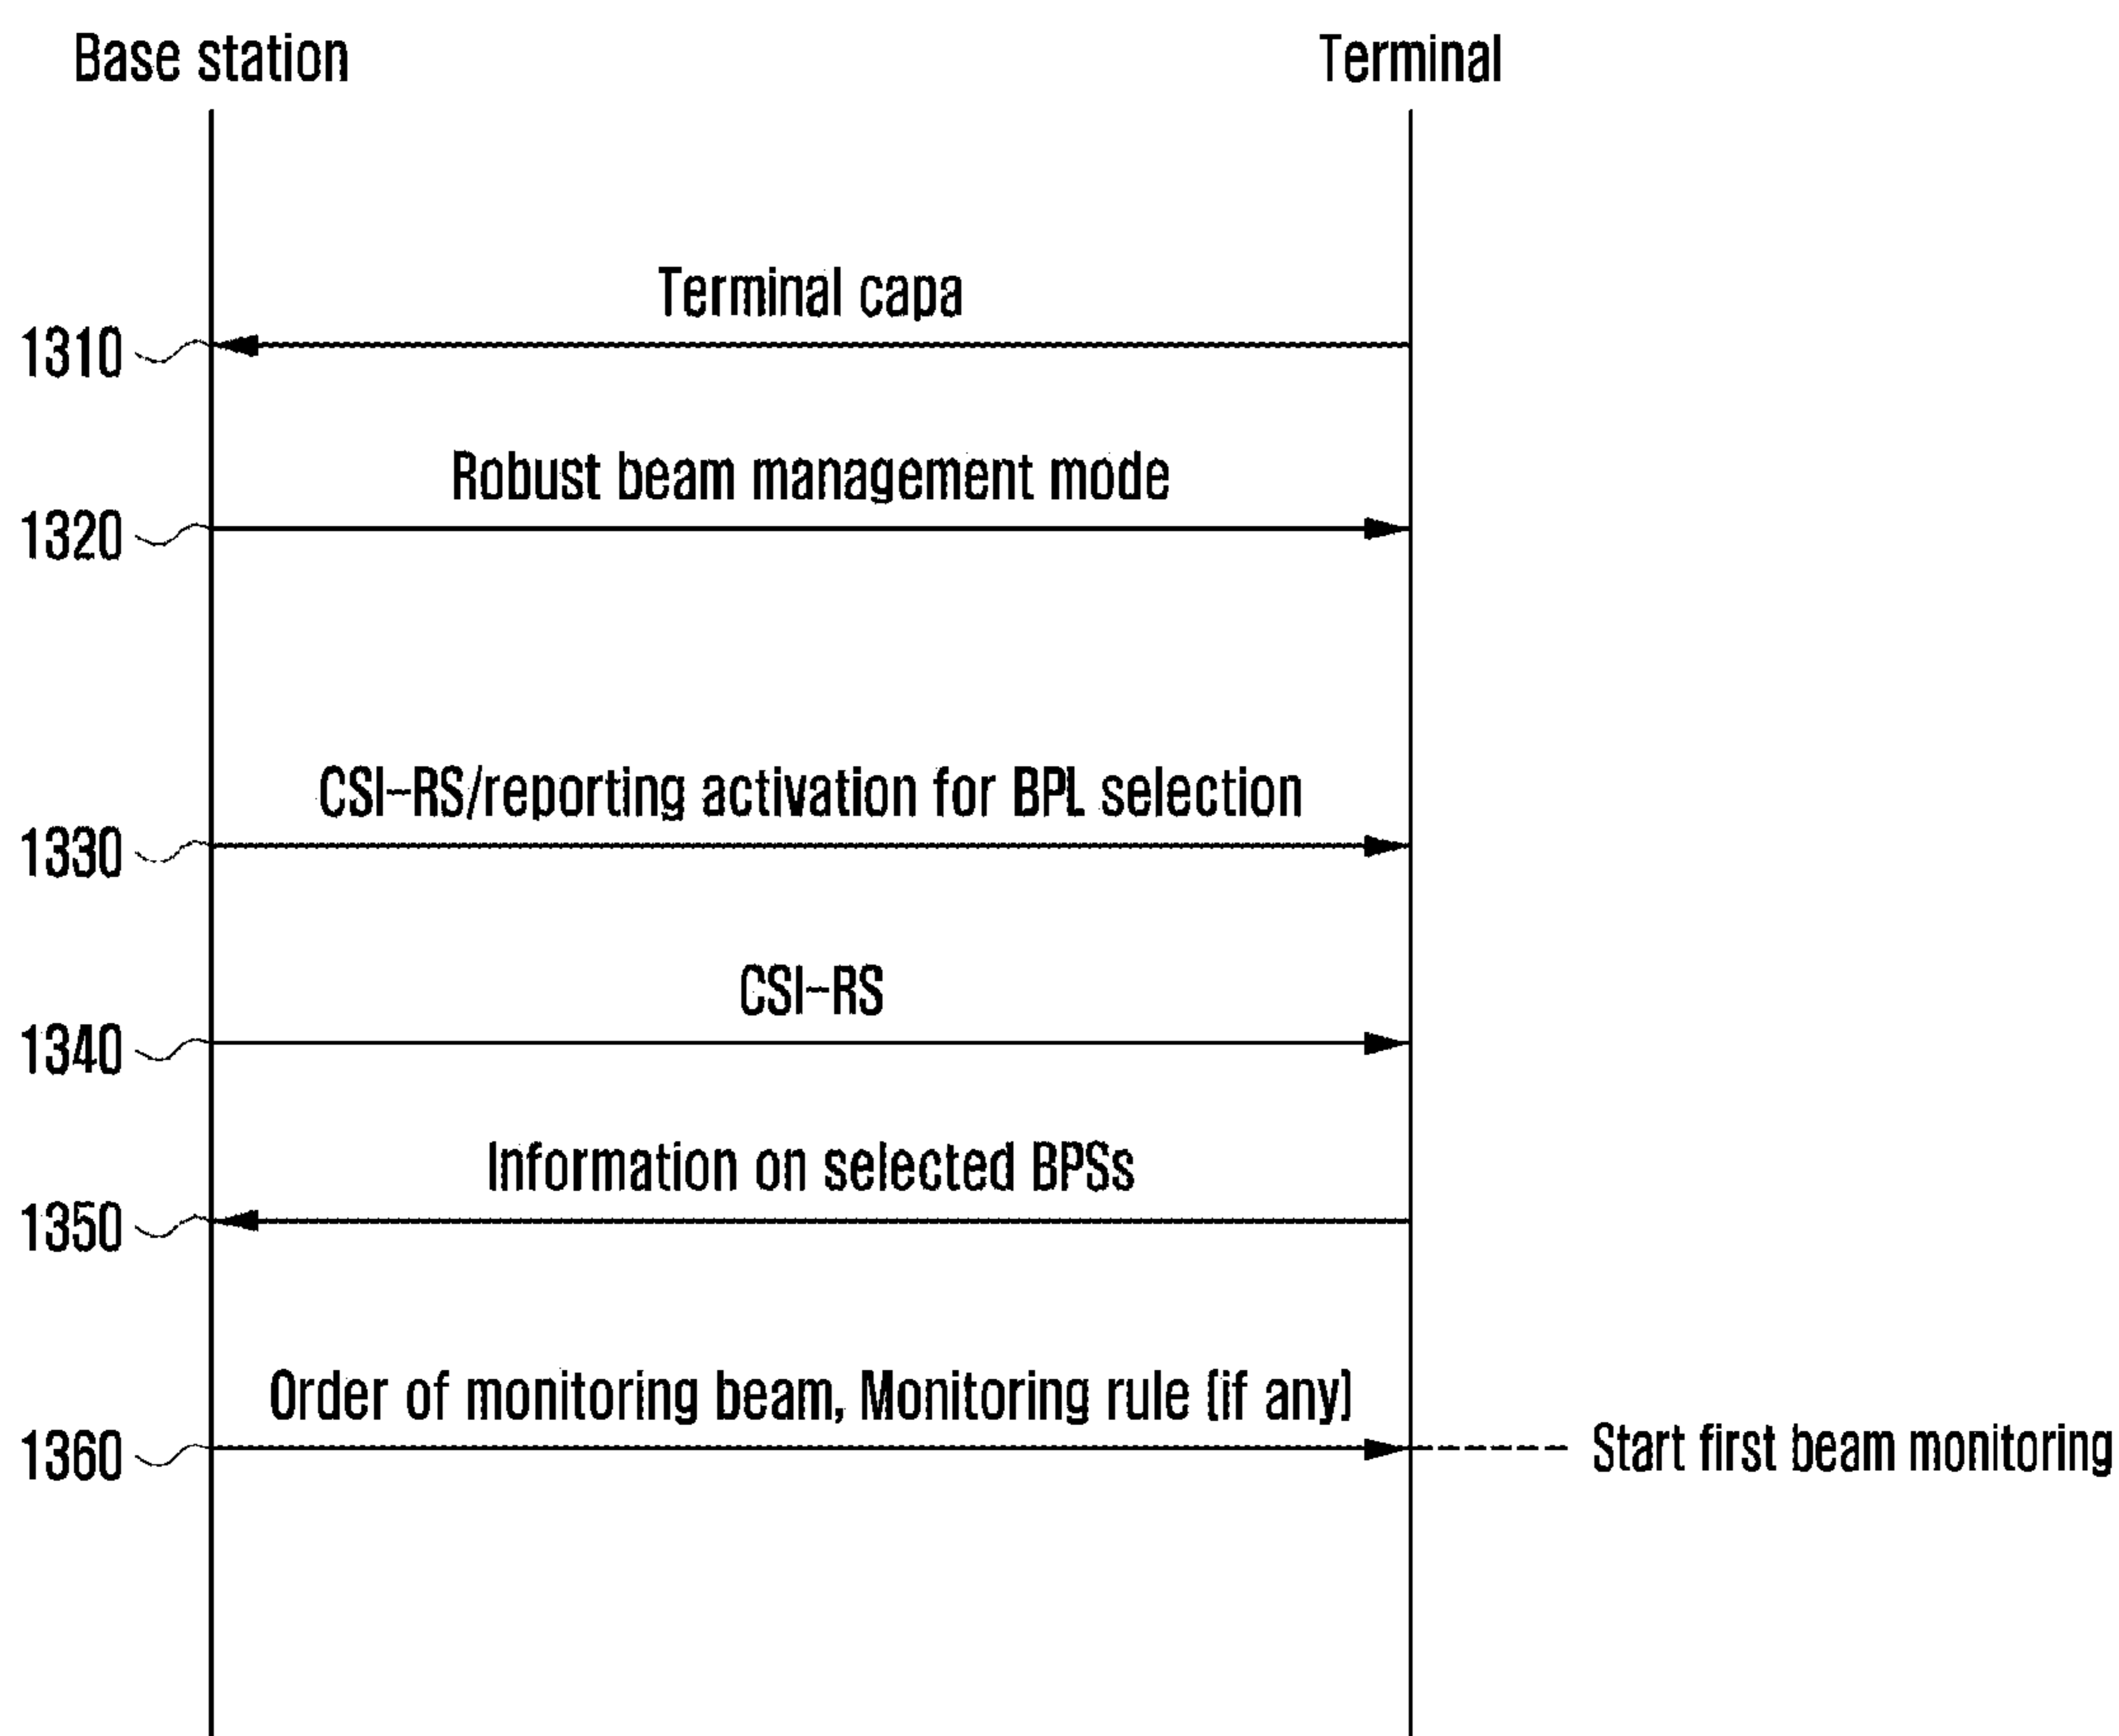 Base station
Terminal
Terminal capa
1310
Robust beam management mode
1320
CSI-RS/reporting activation for BPL selection
1330
CSI-RS
1340
Information on selected BPSs
1350
Order of monitoring beam, Monitoring rule (if any)
1360
Start first beam monitoring